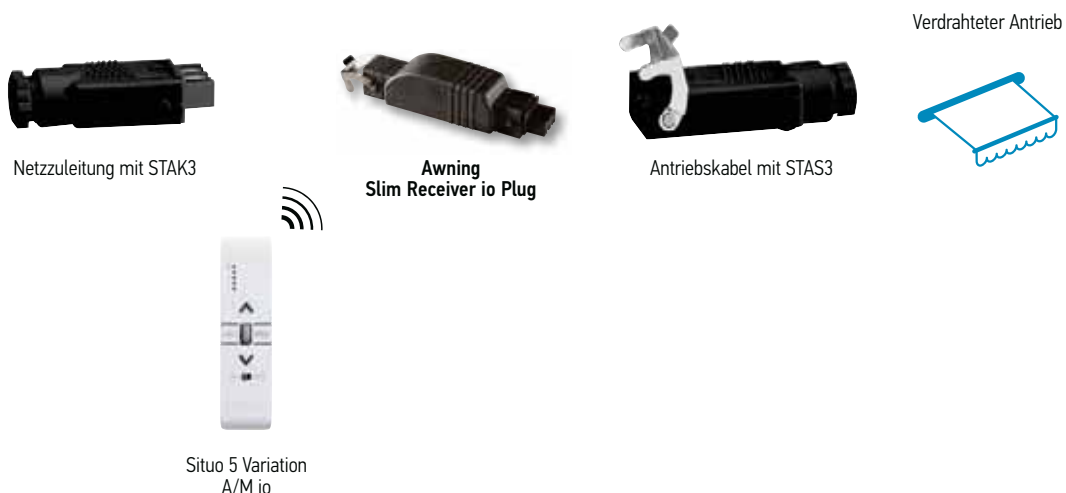 Verdrahteter Antrieb
Netzzuleitung mit STAK3
Awning
Slim Receiver io Plug
Antriebskabel mit STAS3
Situo 5 Variation
A/M io